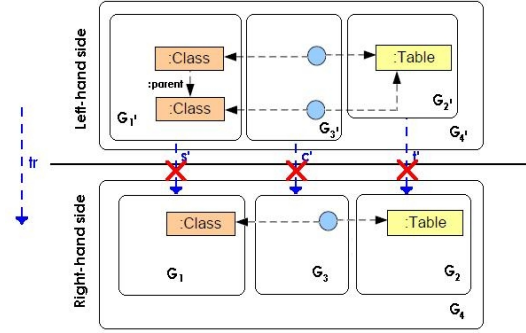 Left-hand side
:Class
:Table
:parent
:Class
G1'
G3'
G2'
G4'
tr
s'
c'
t'
Right-hand side
:Class
:Table
G1
G3
G2
G4